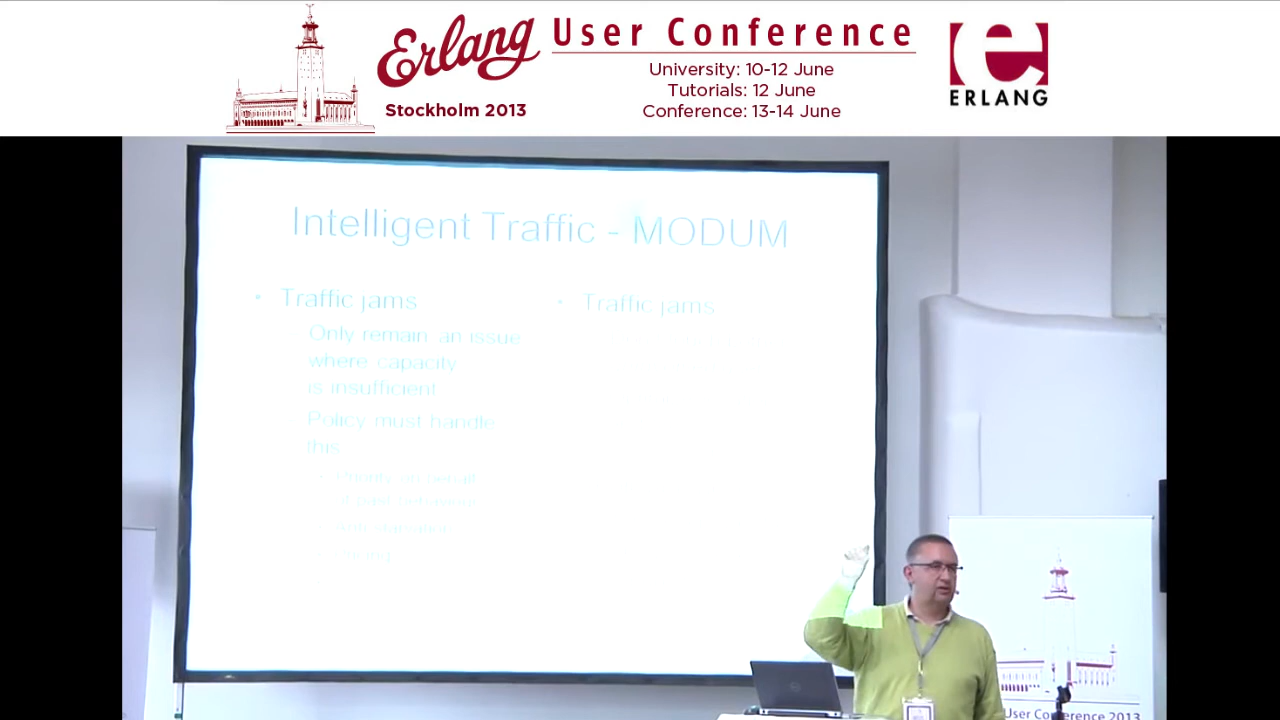 Erlang User Conference
Stockholm 2013
University: 10-12 June
Tutorials: 12 June
Conference: 13-14 June
ERLANG
Intelligent Traffic - MODUM
• Traffic jams
Only remain an issue
where capacity
is insufficient
Policy must handle
this
• Traffic jams
User Conference 2013